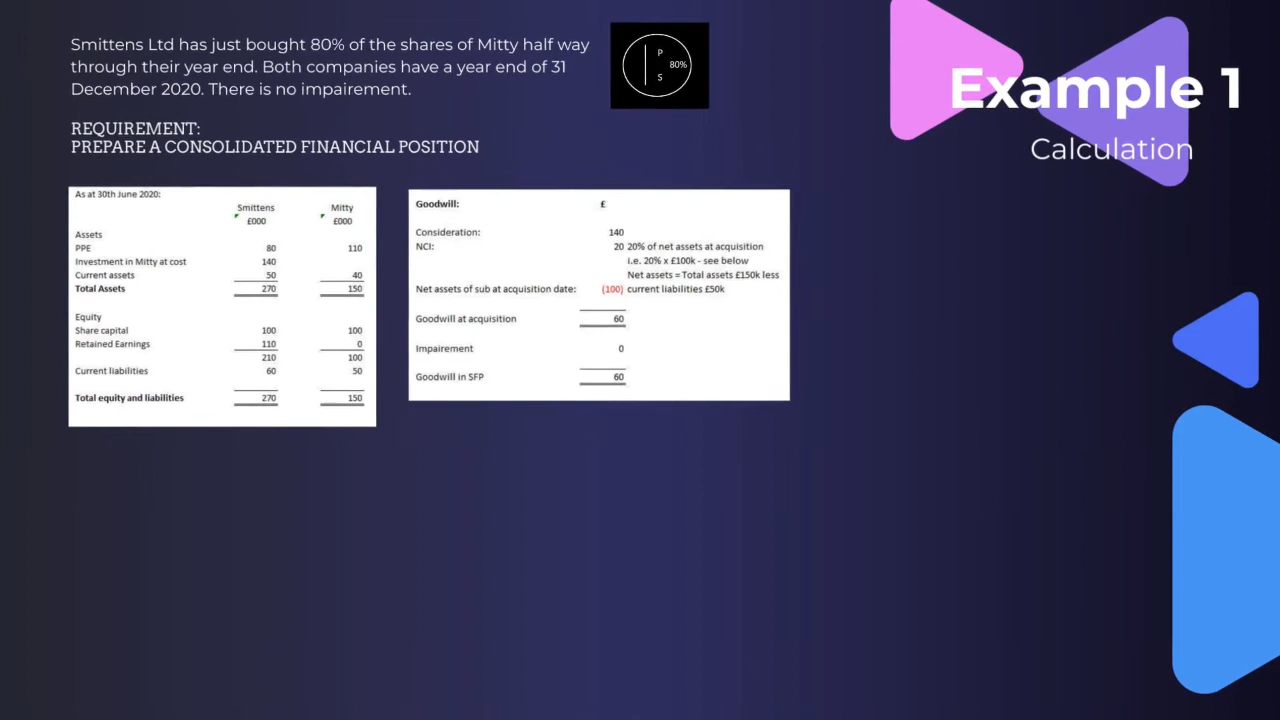 Smittens Ltd has just bought 80% of the shares of Mitty half way
through their year end. Both companies have a year end of 31
December 2020. There is no impairment.
P
80%
S
Example 1
Calculation
REQUIREMENT:
PREPARE A CONSOLIDATED FINANCIAL POSITION
As at 30th June 2020:
Smittens Mitty
£000 £000
Assets
PPE 80 110
Investment in Mitty at cost 140
Current assets 50 40
Total Assets 270 150
Equity
Share capital 100 100
Retained Earnings 110 0
210 100
Current liabilities 60 50
Total equity and liabilities 270 150
Goodwill: £
Consideration: 140
NCI: 20 20% of net assets at acquisition
i.e. 20% x £100k - see below
Net assets = Total assets £150k less
Net assets of sub at acquisition date: (100) current liabilities £50k
Goodwill at acquisition 60
Impairment 0
Goodwill in SFP 60